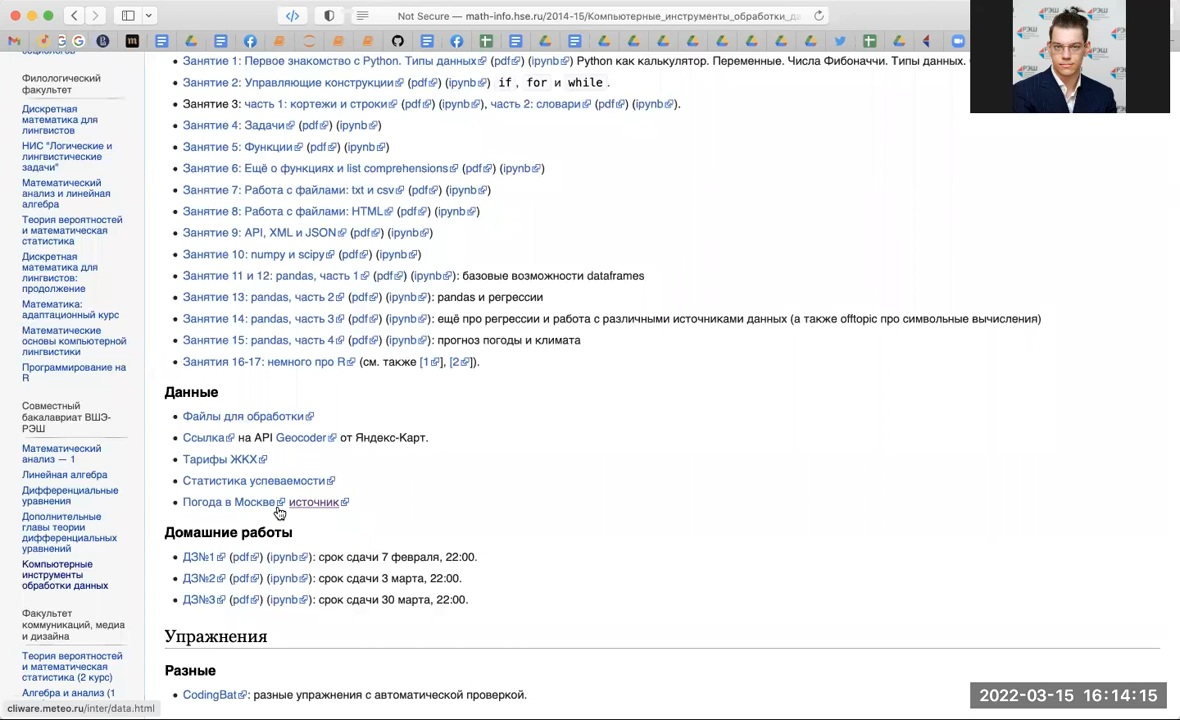 Not Secure — math-info.hse.ru/2014-15/Компьютерные_инструменты_обработки_да
социологов
Филологический
факультет
Дискретная
математика для
лингвистов
НИС "Логические и
лингвистические
задачи"
Математический
анализ и линейная
алгебра
Теория вероятностей
и математическая
статистика
Дискретная
математика для
лингвистов:
продолжение
Математика:
адаптационный курс
Математические
основы компьютерной
лингвистики
Программирование на
R
Совместный
бакалавриат ВШЭ-
РЭШ
Математический
анализ — 1
Линейная алгебра
Дифференциальные
уравнения
Дополнительные
главы теории
дифференциальных
уравнений
Компьютерные
инструменты
обработки данных
Факультет
коммуникаций, медиа
и дизайна
Теория вероятностей
и математическая
статистика (2 курс)
Алгебра и анализ (1
cliware.meteo.ru/inter/data.html
Занятие 1: Первое знакомство с Python. Типы данных (pdf) (ipynb) Python как калькулятор. Переменные. Числа Фибоначчи. Типы данных.
Занятие 2: Управляющие конструкции (pdf) (ipynb) if, for и while.
Занятие 3: часть 1: кортежи и строки (pdf) (ipynb), часть 2: словари (pdf) (ipynb).
Занятие 4: Задачи (pdf) (ipynb)
Занятие 5: Функции (pdf) (ipynb)
Занятие 6: Ещё о функциях и list comprehensions (pdf) (ipynb)
Занятие 7: Работа с файлами: txt и csv (pdf) (ipynb)
Занятие 8: Работа с файлами: HTML (pdf) (ipynb)
Занятие 9: API, XML и JSON (pdf) (ipynb)
Занятие 10: numpy и scipy (pdf) (ipynb)
Занятия 11 и 12: pandas, часть 1 (pdf) (ipynb): базовые возможности dataframes
Занятие 13: pandas, часть 2 (pdf) (ipynb): pandas и регрессии
Занятие 14: pandas, часть 3 (pdf) (ipynb): ещё про регрессии и работа с различными источниками данных (а также offtopic про символьные вычисления)
Занятие 15: pandas, часть 4 (pdf) (ipynb): прогноз погоды и климата
Занятия 16-17: немного про R (см. также [1], [2]).
Данные
Файлы для обработки
Ссылка на API Geocoder от Яндекс-Карт.
Тарифы ЖКХ
Статистика успеваемости
Погода в Москве источник
Домашние работы
ДЗ№1 (pdf) (ipynb): срок сдачи 7 февраля, 22:00.
ДЗ№2 (pdf) (ipynb): срок сдачи 3 марта, 22:00.
ДЗ№3 (pdf) (ipynb): срок сдачи 30 марта, 22:00.
Упражнения
Разные
CodingBat: разные упражнения с автоматической проверкой.
РЭШ
2022-03-15 16:14:15